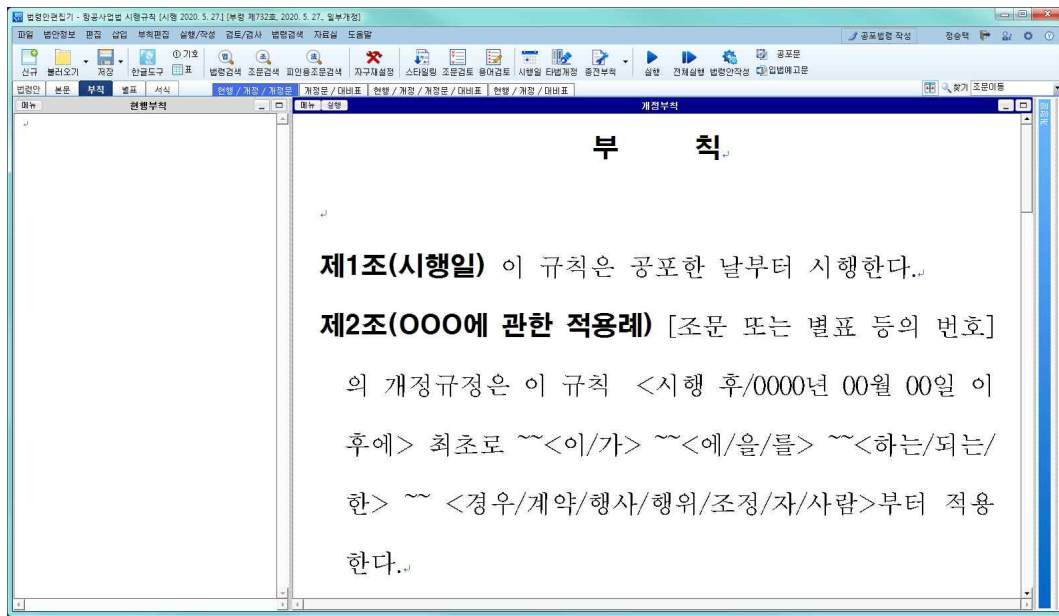 법령안편집기 - 항공사업법 시행규칙 [시행 2020. 5. 27.] [부령 제732호, 2020. 5. 27., 일부개정]
파일 법안정보 편집 삽입 부칙편집 실행/작성 검토/검사 법령검색 자료실 도움말
공포법령 작성 정승택
신규 불러오기 저장 한글도구 ① 기호 표 법령검색 조문검색 피인용조문검색 자구재설정 스타일링 조문검토 용어검토 시행일 타법개정 종전부칙 실행 전체실행 법령안작성 공포문 입법예고문
법령안 본문 부칙 별표 서식 현행 / 개정 / 개정문 개정문 / 대비표 현행 / 개정 / 대비표 현행 / 개정문 / 대비표 찾기 조문이동
메뉴 현행부칙 메뉴 실행 개정부칙
부 칙
제1조(시행일) 이 규칙은 공포한 날부터 시행한다.
제2조(OOO에 관한 적용례) [조문 또는 별표 등의 번호]
의 개정규정은 이 규칙 <시행 후/0000년 00월 00일 이
후에> 최초로 ~~<이/가> ~~<에/을/를> ~~<하는/되는/
한> ~~ <경우/계약/행사/행위/조정/자/사람>부터 적용
한다.